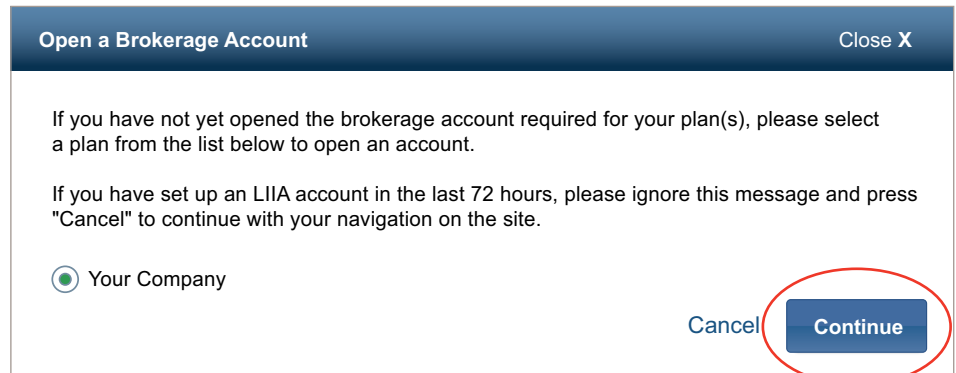 Open a Brokerage Account
Close X
If you have not yet opened the brokerage account required for your plan(s), please select
a plan from the list below to open an account.
If you have set up an LIIA account in the last 72 hours, please ignore this message and press
"Cancel" to continue with your navigation on the site.
Your Company
Cancel
Continue